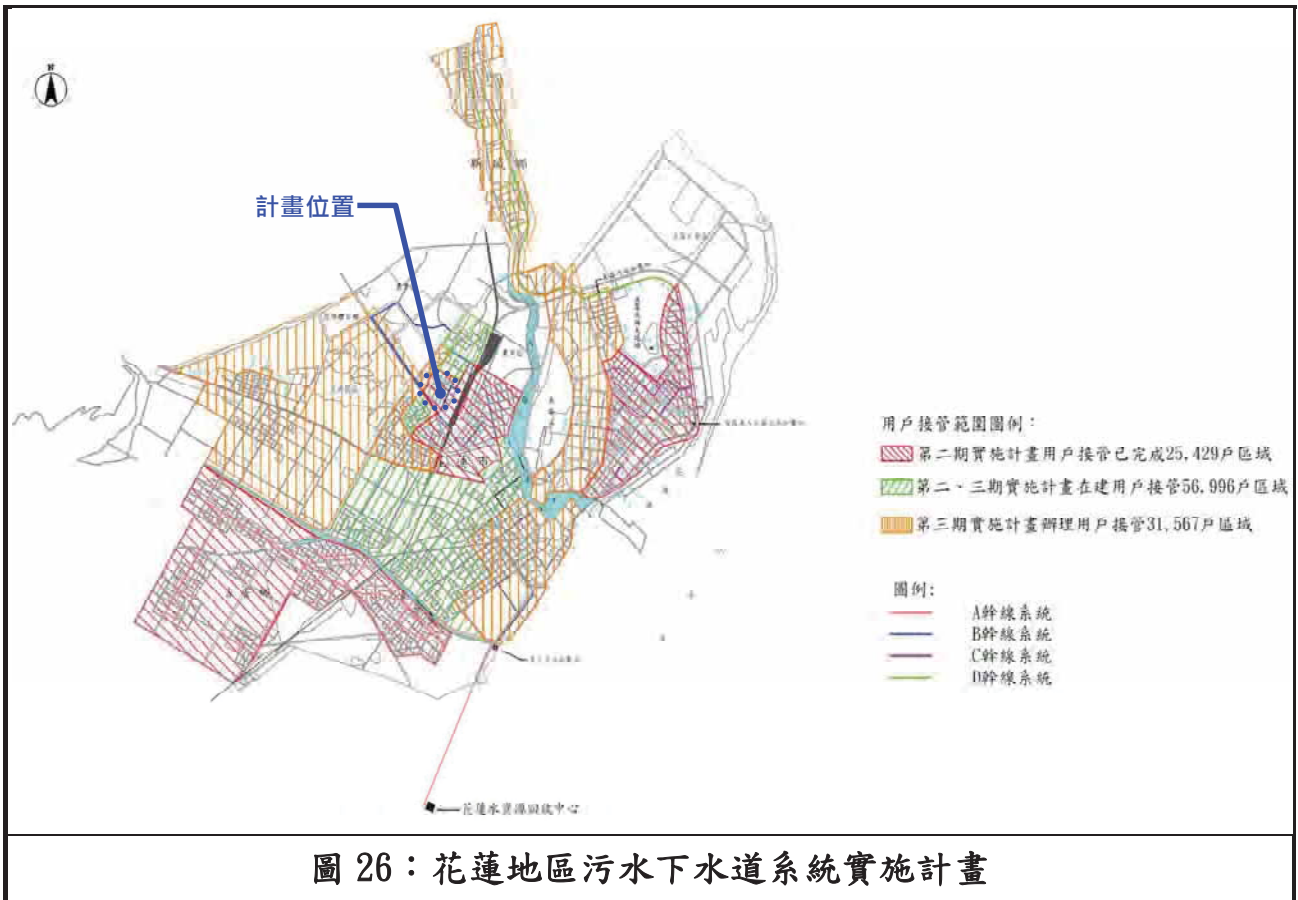 N
新城鄉
計畫位置
用戶接管範圍圖例：
第二期實施計畫用戶接管已完成25,429戶區域
第二、三期實施計畫在建用戶接管56,996戶區域
第三期實施計畫辦理用戶接管31,567戶區域
圖例:
A幹線系統
B幹線系統
C幹線系統
D幹線系統
花蓮水資源回收中心
圖 26：花蓮地區污水下水道系統實施計畫